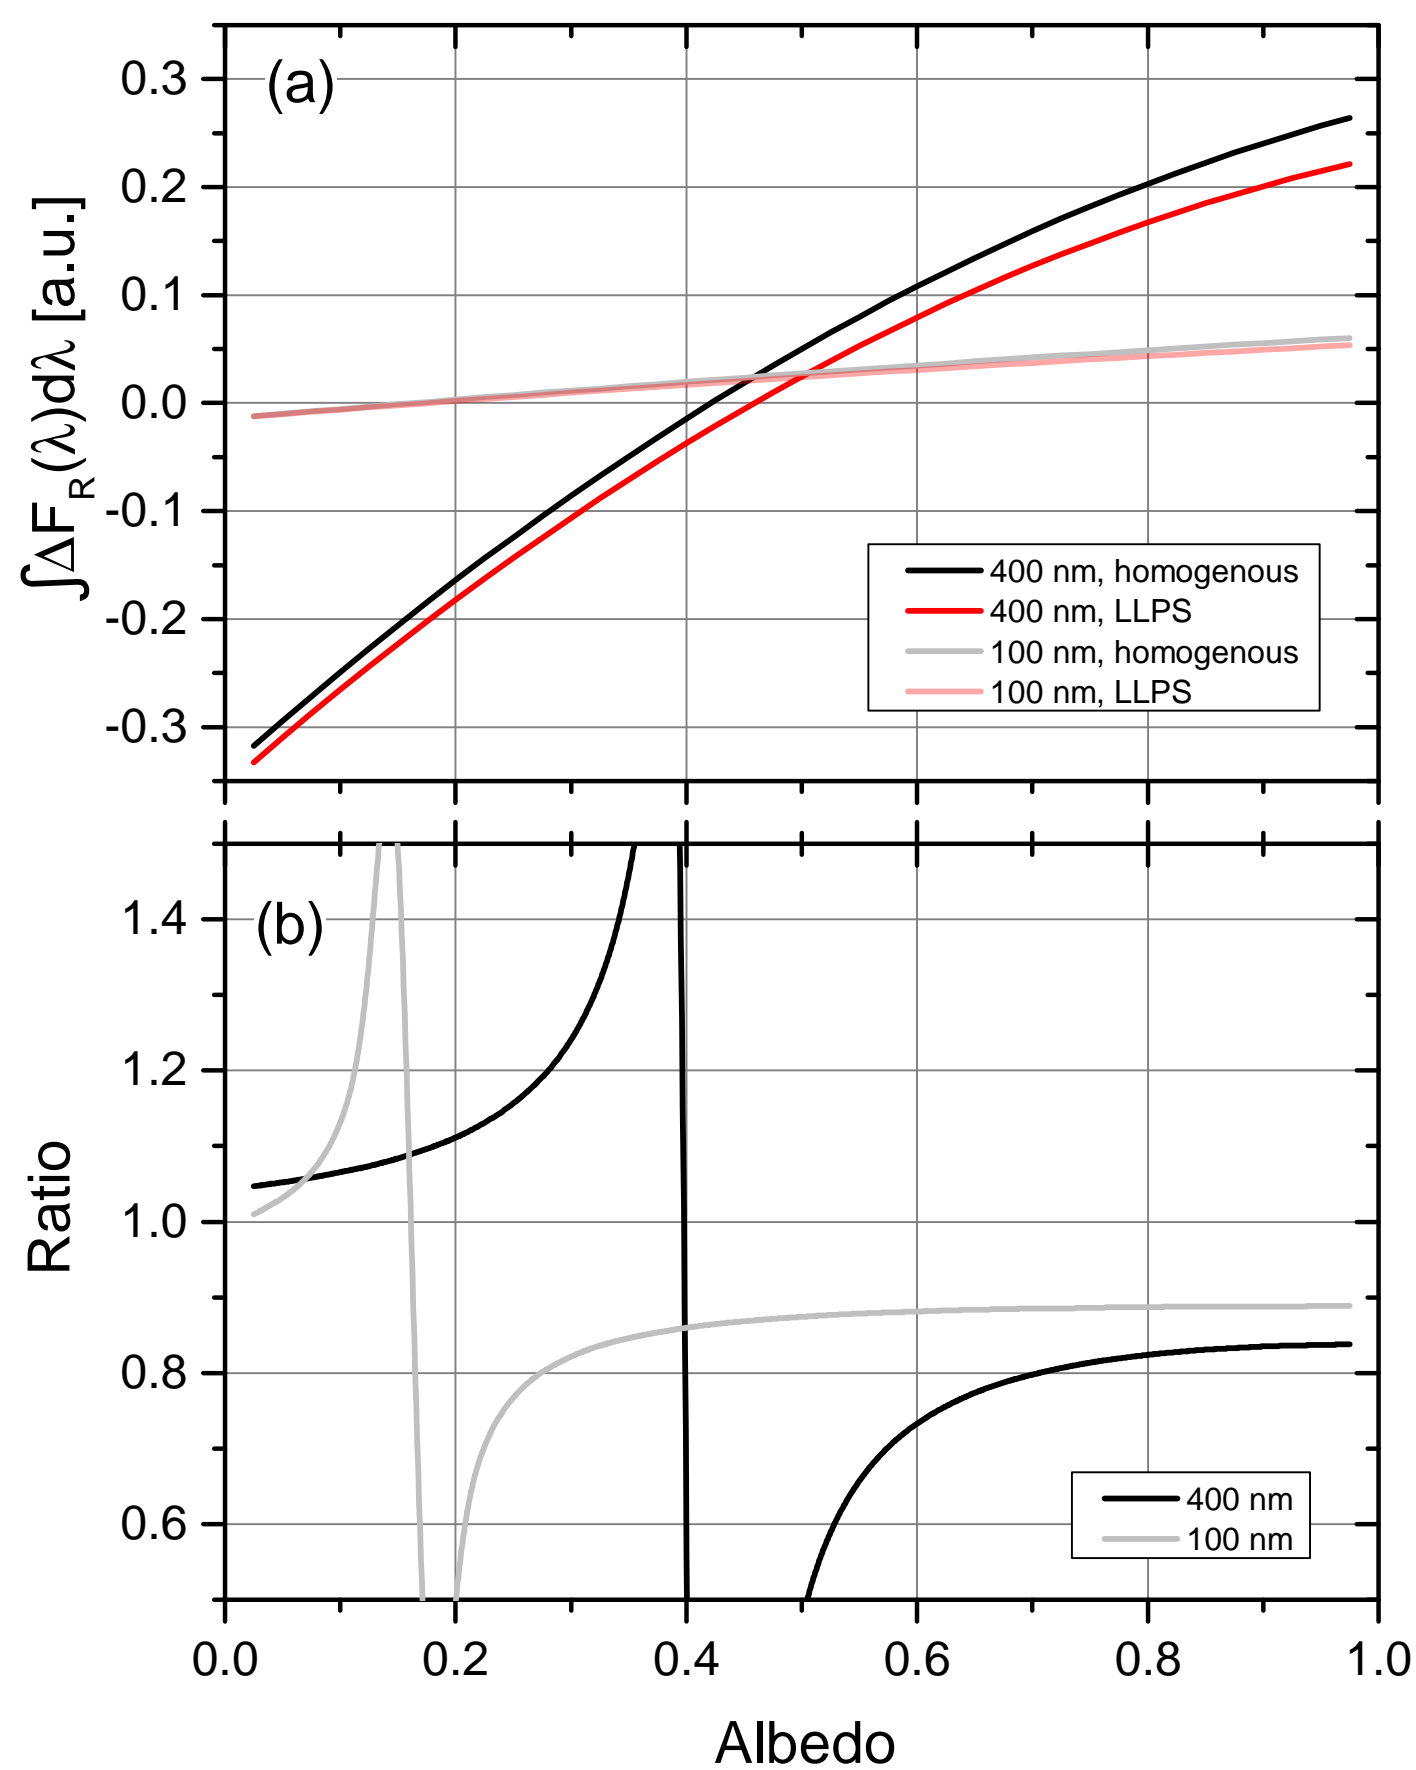 (a)
0.3
0.2
0.1
0.0
-0.1
-0.2
-0.3
∫ΔF_R(λ)dλ [a.u.]
400 nm, homogenous
400 nm, LLPS
100 nm, homogenous
100 nm, LLPS
(b)
1.4
1.2
1.0
0.8
0.6
Ratio
400 nm
100 nm
0.0 0.2 0.4 0.6 0.8 1.0
Albedo